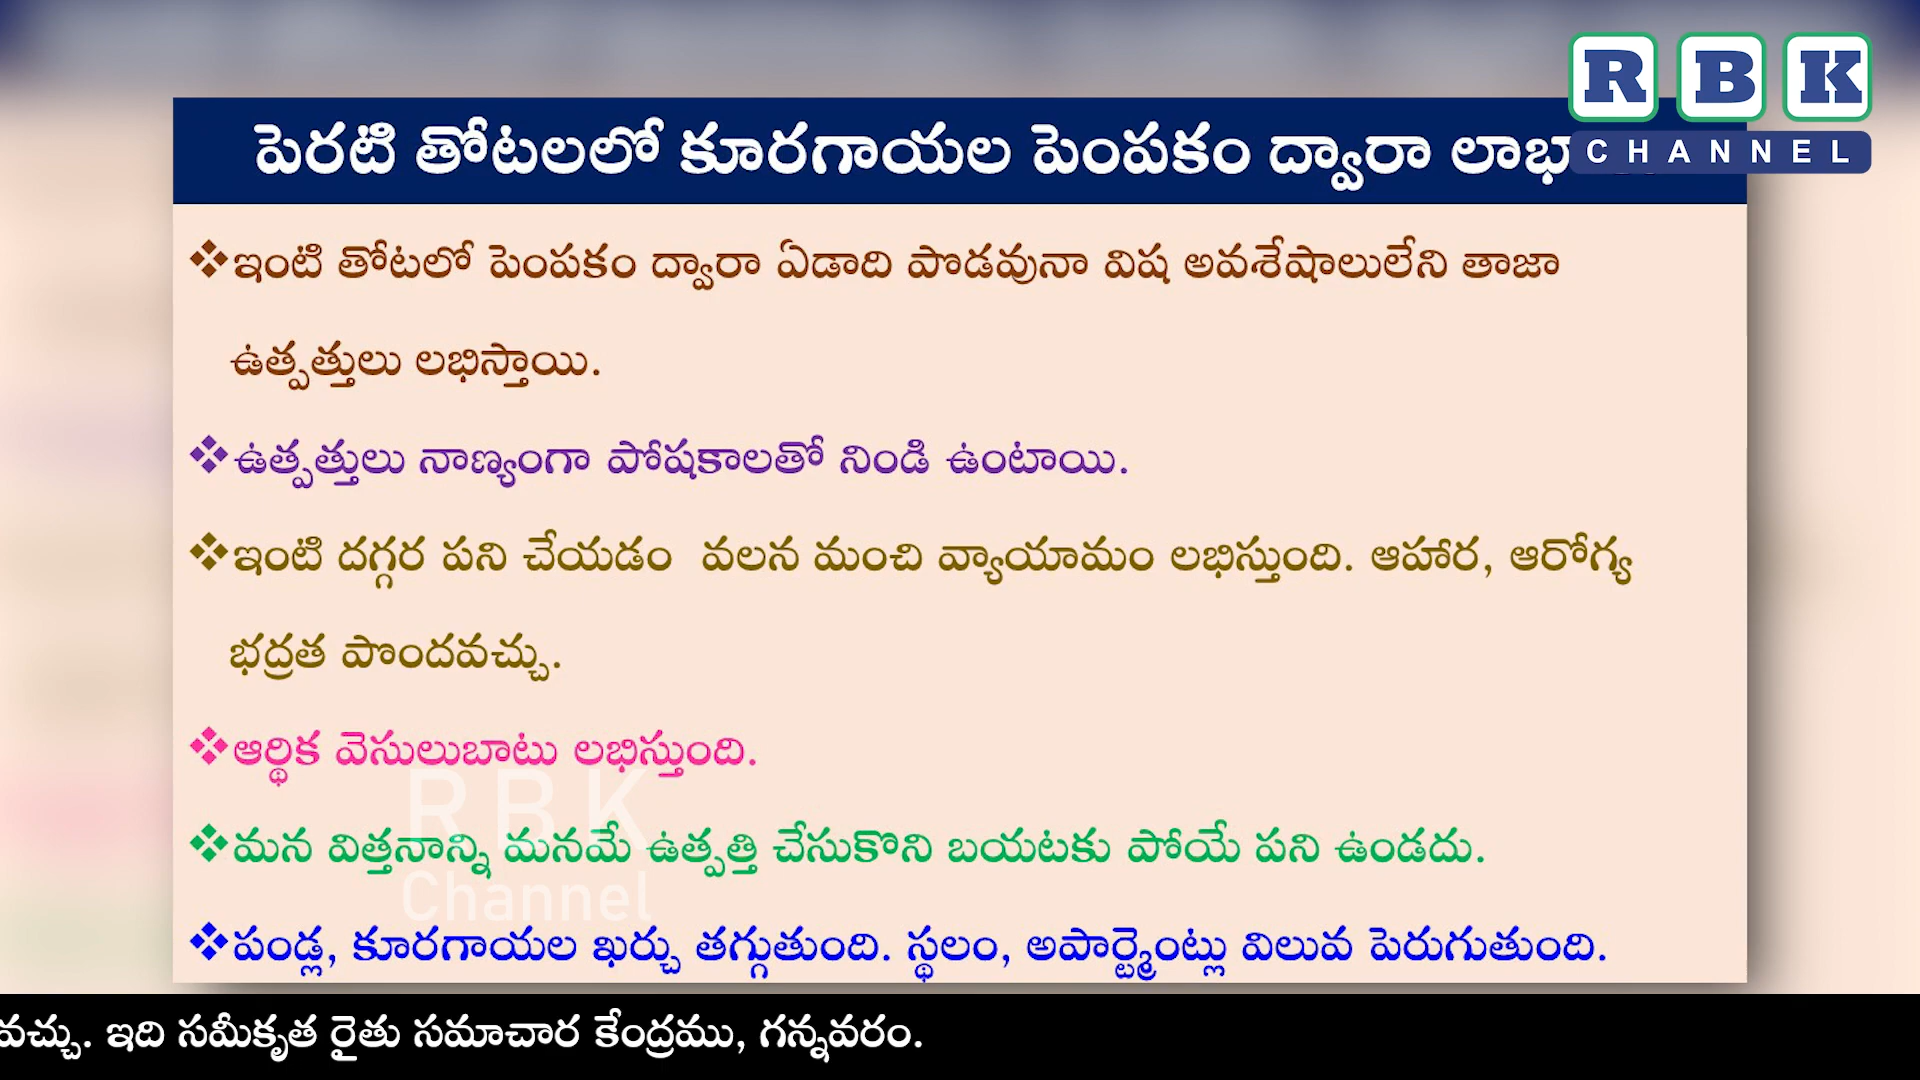 పెరటి తోటలలో కూరగాయల పెంపకం ద్వారా
R B K
CHANNEL
❖ఇంటి తోటలో పెంపకం ద్వారా ఏడాది పొడవునా విష అవశేషాలులేని తాజా
ఉత్పత్తులు లభిస్తాయి.
❖ఉత్పత్తులు నాణ్యంగా పోషకాలతో నిండి ఉంటాయి.
❖ఇంటి దగ్గర పని చేయడం వలన మంచి వ్యాయామం లభిస్తుంది. ఆహార, ఆరోగ్య
భద్రత పొందవచ్చు.
❖ఆర్థిక వెసులుబాటు లభిస్తుంది.
R B K
❖మన విత్తనాన్ని మనమే ఉత్పత్తి చేసుకొని బయటకు పోయే పని ఉండదు.
Channel
❖పండ్ల, కూరగాయల ఖర్చు తగ్గుతుంది. స్థలం, అపార్ట్మెంట్లు విలువ పెరుగుతుంది.
వచ్చు. ఇది సమీకృత రైతు సమాచార కేంద్రము, గన్నవరం.